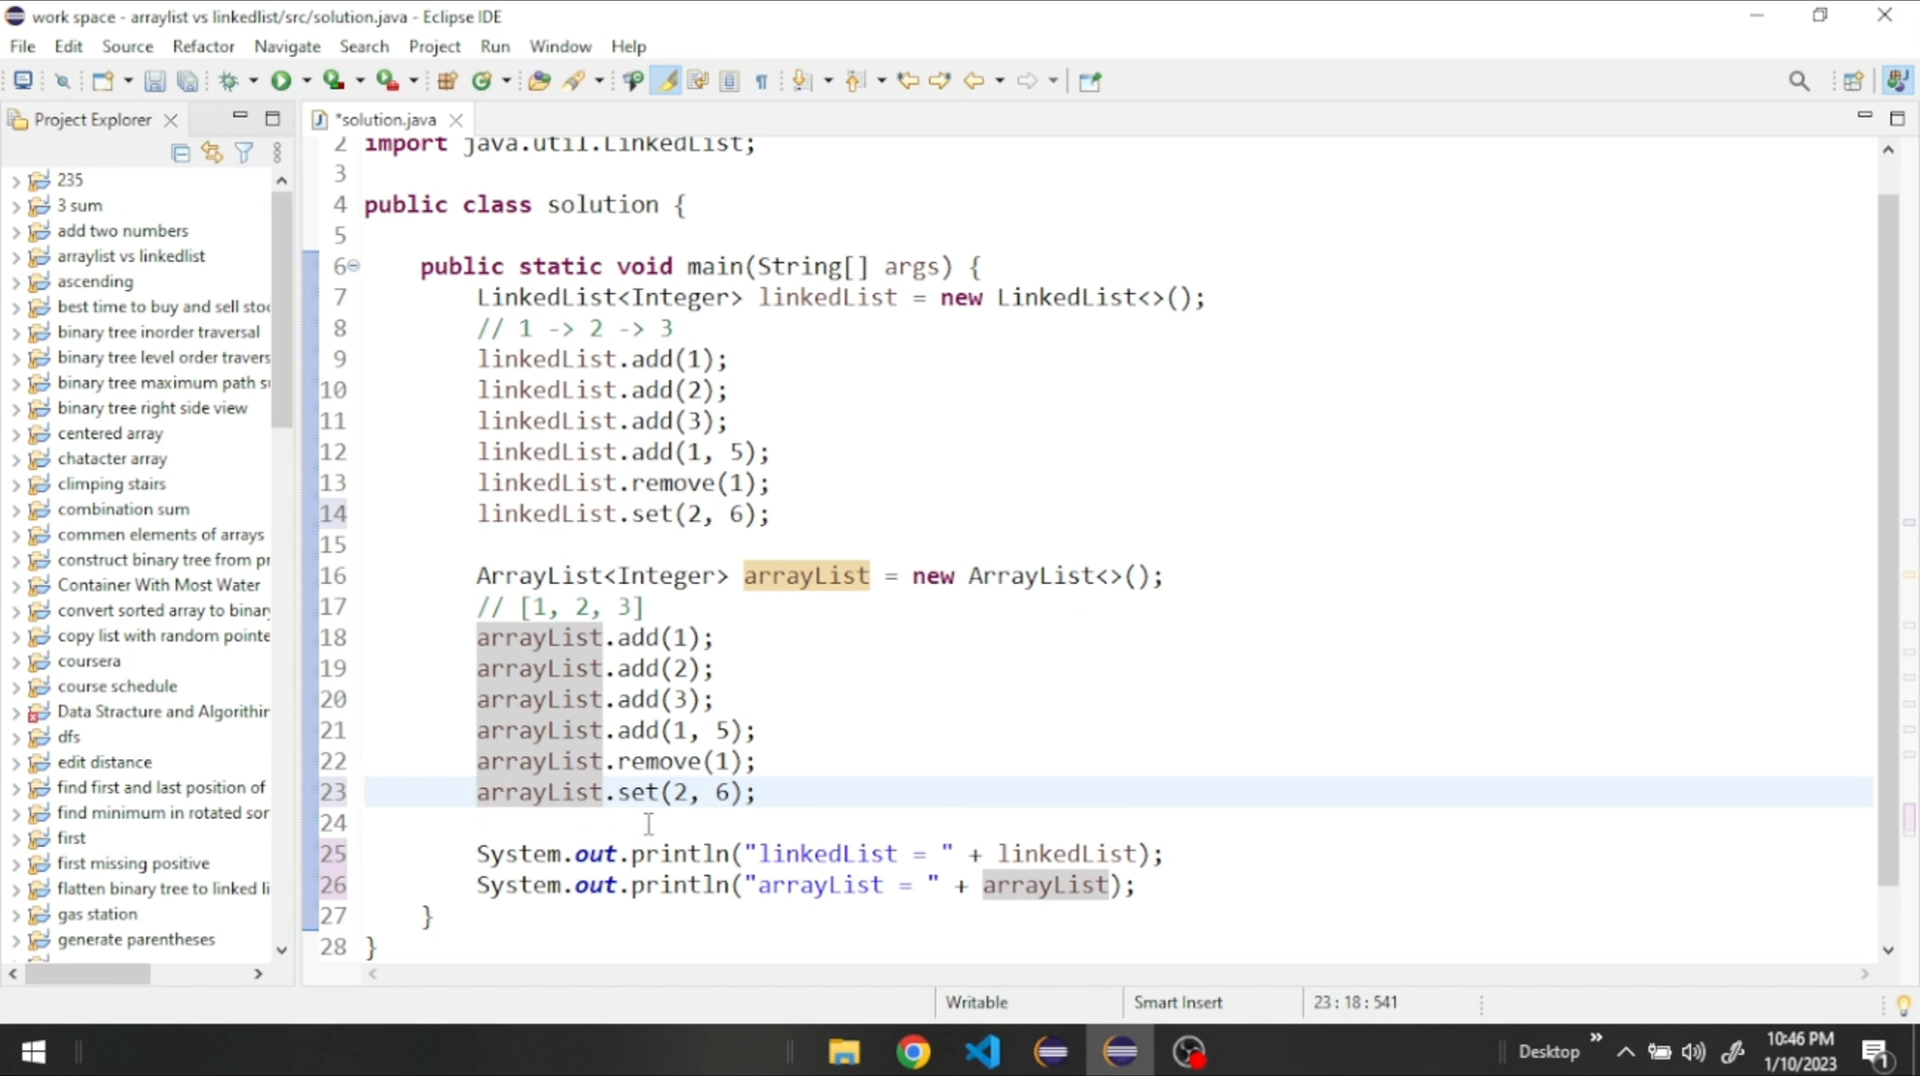 work space - arraylist vs linkedlist/src/solution.java - Eclipse IDE
File Edit Source Refactor Navigate Search Project Run Window Help
Project Explorer
*solution.java
235
3 sum
add two numbers
arraylist vs linkedlist
ascending
best time to buy and sell sto
binary tree inorder traversal
binary tree level order travers
binary tree maximum path s
binary tree right side view
centered array
chatacter array
climping stairs
combination sum
commen elements of arrays
construct binary tree from pr
Container With Most Water
convert sorted array to binar
copy list with random pointe
coursera
course schedule
Data Stracture and Algorithir
dfs
edit distance
find first and last position of
find minimum in rotated sor
first
first missing positive
flatten binary tree to linked li
gas station
generate parentheses
2 import java.util.LinkedList;
3
4 public class solution {
5
6 public static void main(String[] args) {
7 LinkedList<Integer> linkedList = new LinkedList<>();
8 // 1 -> 2 -> 3
9 linkedList.add(1);
10 linkedList.add(2);
11 linkedList.add(3);
12 linkedList.add(1, 5);
13 linkedList.remove(1);
14 linkedList.set(2, 6);
15
16 ArrayList<Integer> arrayList = new ArrayList<>();
17 // [1, 2, 3]
18 arrayList.add(1);
19 arrayList.add(2);
20 arrayList.add(3);
21 arrayList.add(1, 5);
22 arrayList.remove(1);
23 arrayList.set(2, 6);
24
25 System.out.println("linkedList = " + linkedList);
26 System.out.println("arrayList = " + arrayList);
27 }
28 }
Writable Smart Insert 23 : 18 : 541
Desktop
10:46 PM
1/10/2023
1